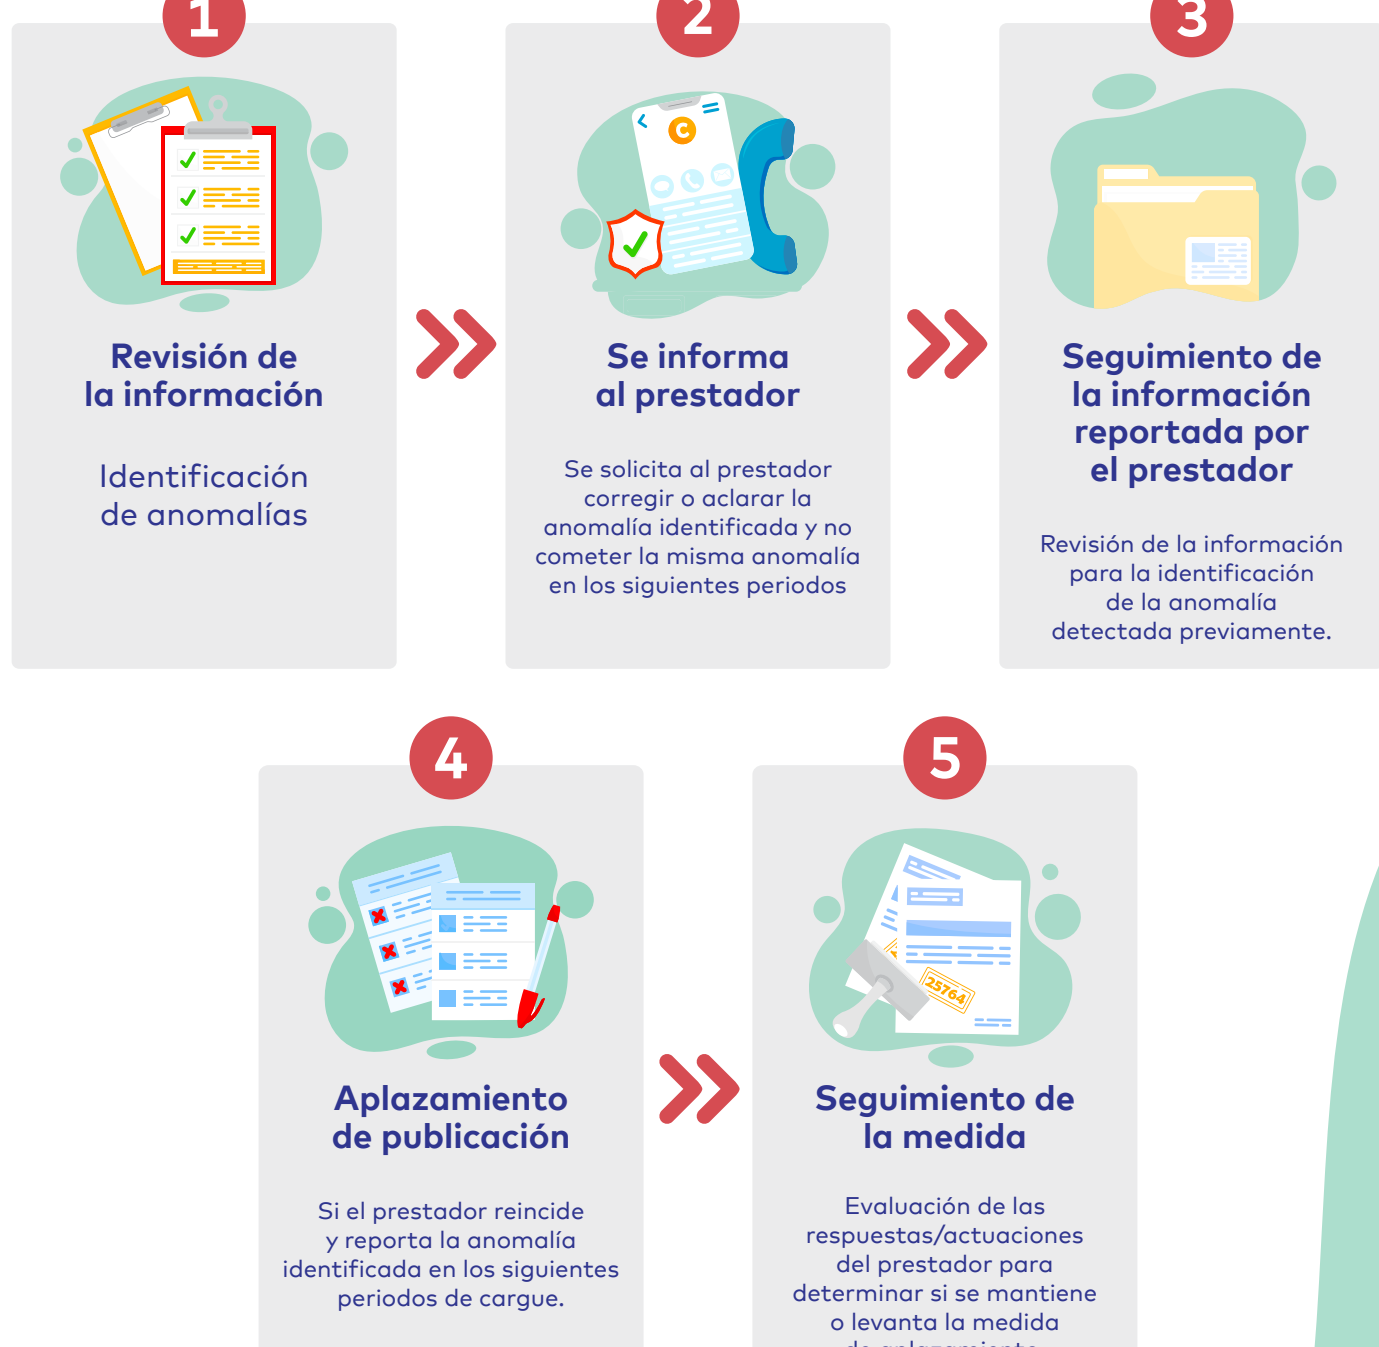 1
Revisión de
la información
Identificación
de anomalías
2
C
Se informa
al prestador
Se solicita al prestador
corregir o aclarar la
anomalía identificada y no
cometer la misma anomalía
en los siguientes periodos
3
Seguimiento de
la información
reportada por
el prestador
Revisión de la información
para la identificación
de la anomalía
detectada previamente.
4
Aplazamiento
de publicación
Si el prestador reincide
y reporta la anomalía
identificada en los siguientes
periodos de cargue.
5
25764
Seguimiento de
la medida
Evaluación de las
respuestas/actuaciones
del prestador para
determinar si se mantiene
o levanta la medida
de aplazamiento